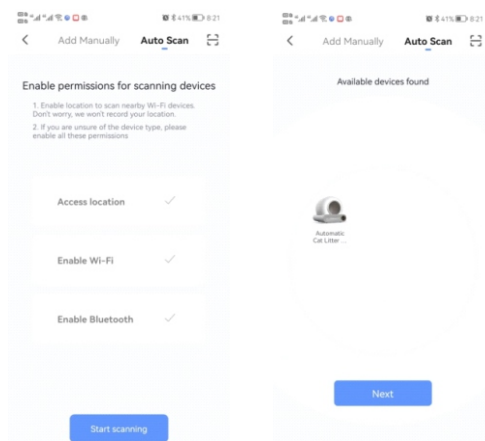 41% 8:21
Add Manually Auto Scan
Enable permissions for scanning devices
1. Enable location to scan nearby Wi-Fi devices.
Don't worry, we won't record your location.
2. If you are unsure of the device type, please
enable all these permissions
Access location
Enable Wi-Fi
Enable Bluetooth
Start scanning
41% 8:21
Add Manually Auto Scan
Available devices found
Automatic
Cat Litter ...
Next